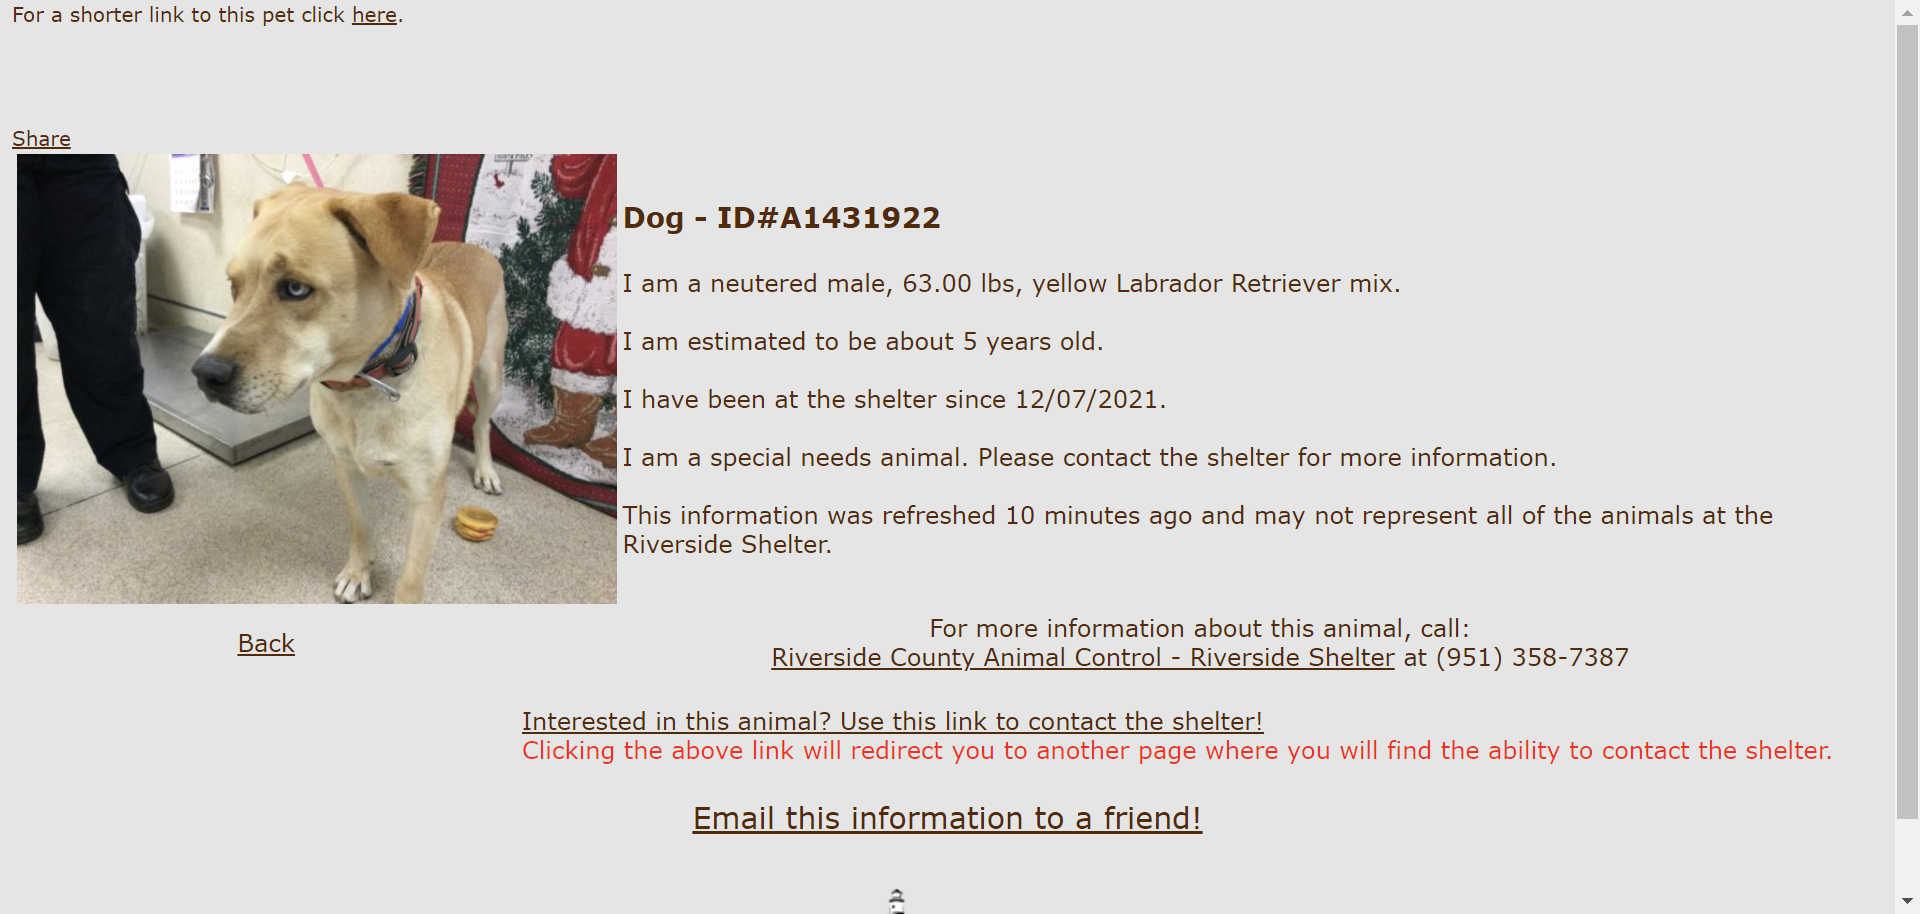 For a shorter link to this pet click here.
Share
Dog - ID#A1431922
I am a neutered male, 63.00 lbs, yellow Labrador Retriever mix.
I am estimated to be about 5 years old.
I have been at the shelter since 12/07/2021.
I am a special needs animal. Please contact the shelter for more information.
This information was refreshed 10 minutes ago and may not represent all of the animals at the
Riverside Shelter.
Back
For more information about this animal, call:
Riverside County Animal Control - Riverside Shelter at (951) 358-7387
Interested in this animal? Use this link to contact the shelter!
Clicking the above link will redirect you to another page where you will find the ability to contact the shelter.
Email this information to a friend!